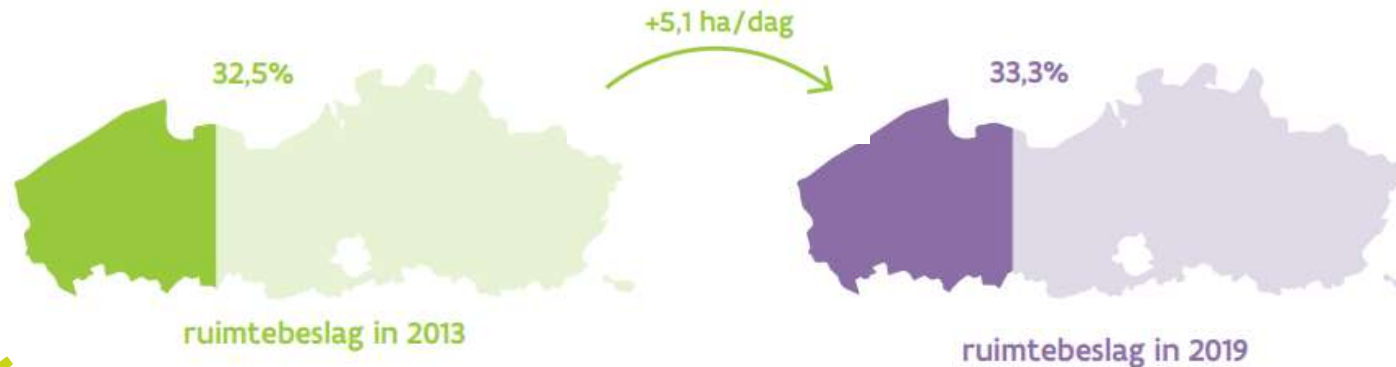 +5,1 ha/dag
32,5%
33,3%
ruimtebeslag in 2013
ruimtebeslag in 2019